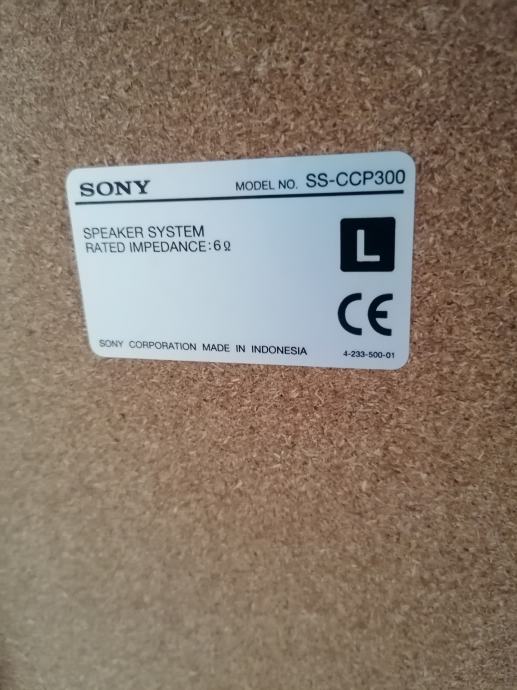 SONY MODEL NO. SS-CCP300
SPEAKER SYSTEM
RATED IMPEDANCE:6Ω
L
CE
SONY CORPORATION MADE IN INDONESIA 4-233-500-01